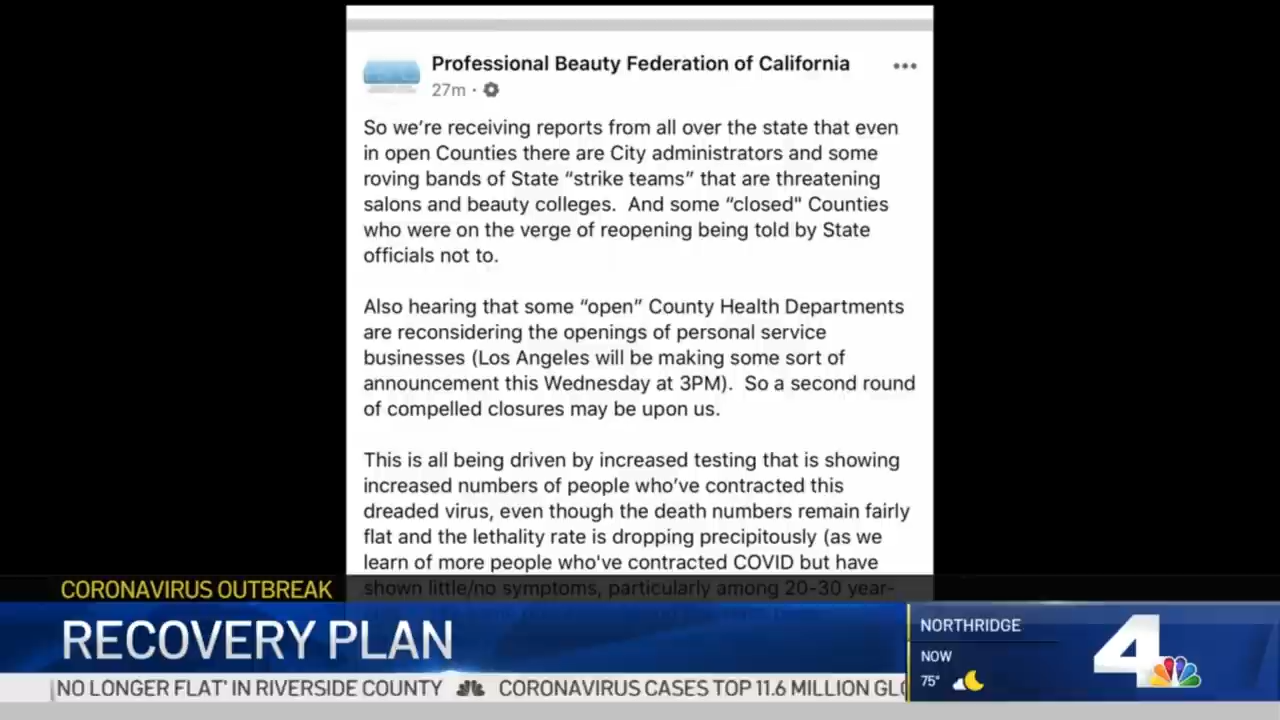 Professional Beauty Federation of California
27m ·
So we're receiving reports from all over the state that even
in open Counties there are City administrators and some
roving bands of State “strike teams” that are threatening
salons and beauty colleges.  And some “closed" Counties
who were on the verge of reopening being told by State
officials not to.
Also hearing that some “open” County Health Departments
are reconsidering the openings of personal service
businesses (Los Angeles will be making some sort of
announcement this Wednesday at 3PM).  So a second round
of compelled closures may be upon us.
This is all being driven by increased testing that is showing
increased numbers of people who've contracted this
dreaded virus, even though the death numbers remain fairly
flat and the lethality rate is dropping precipitously (as we
learn of more people who've contracted COVID but have
shown little/no symptoms, particularly among 20-30 year-
CORONAVIRUS OUTBREAK
RECOVERY PLAN
NORTHRIDGE
NOW
75°
4
NO LONGER FLAT' IN RIVERSIDE COUNTY CORONAVIRUS CASES TOP 11.6 MILLION